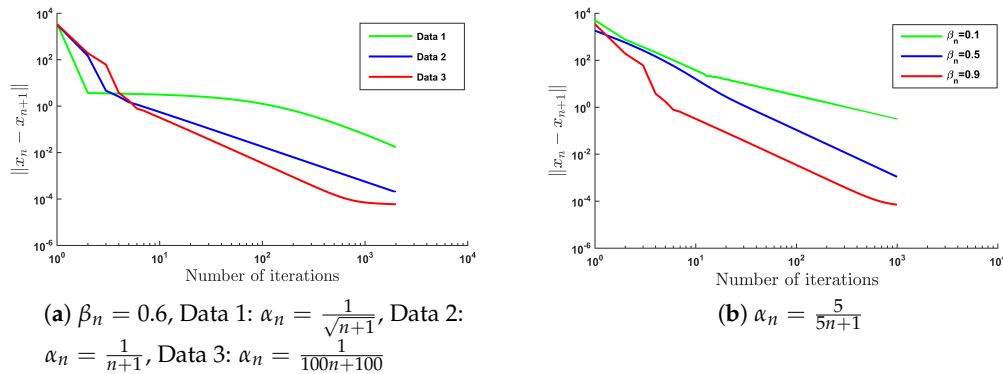 10^4
10^2
10^0
10^-2
10^-4
10^-6
||x_n − x_{n+1}||
10^0
10^1
10^2
10^3
10^4
Number of iterations
Data 1
Data 2
Data 3
(a) β_n = 0.6, Data 1: α_n = 1/√(n+1), Data 2:
α_n = 1/(n+1), Data 3: α_n = 1/(100n+100)
10^4
10^2
10^0
10^-2
10^-4
10^-6
||x_n − x_{n+1}||
10^0
10^1
10^2
10^3
Number of iterations
β_n=0.1
β_n=0.5
β_n=0.9
(b) α_n = 5/(5n+1)